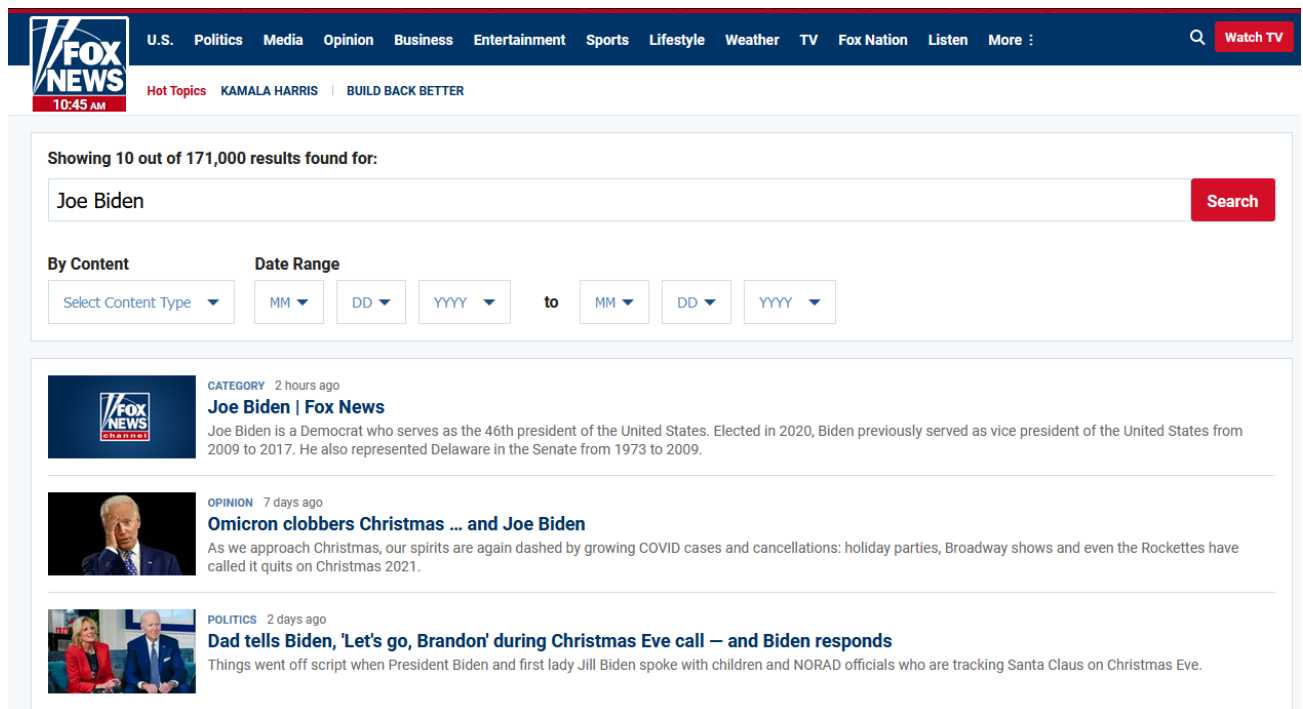 FOX
NEWS
10:45 AM
U.S. Politics Media Opinion Business Entertainment Sports Lifestyle Weather TV Fox Nation Listen More Watch TV
Hot Topics KAMALA HARRIS BUILD BACK BETTER
Showing 10 out of 171,000 results found for:
Joe Biden
Search
By Content Date Range
Select Content Type MM DD YYYY to MM DD YYYY
FOX
NEWS
channel
CATEGORY 2 hours ago
Joe Biden | Fox News
Joe Biden is a Democrat who serves as the 46th president of the United States. Elected in 2020, Biden previously served as vice president of the United States from
2009 to 2017. He also represented Delaware in the Senate from 1973 to 2009.
OPINION 7 days ago
Omicron clobbers Christmas … and Joe Biden
As we approach Christmas, our spirits are again dashed by growing COVID cases and cancellations: holiday parties, Broadway shows and even the Rockettes have
called it quits on Christmas 2021.
POLITICS 2 days ago
Dad tells Biden, 'Let's go, Brandon' during Christmas Eve call — and Biden responds
Things went off script when President Biden and first lady Jill Biden spoke with children and NORAD officials who are tracking Santa Claus on Christmas Eve.